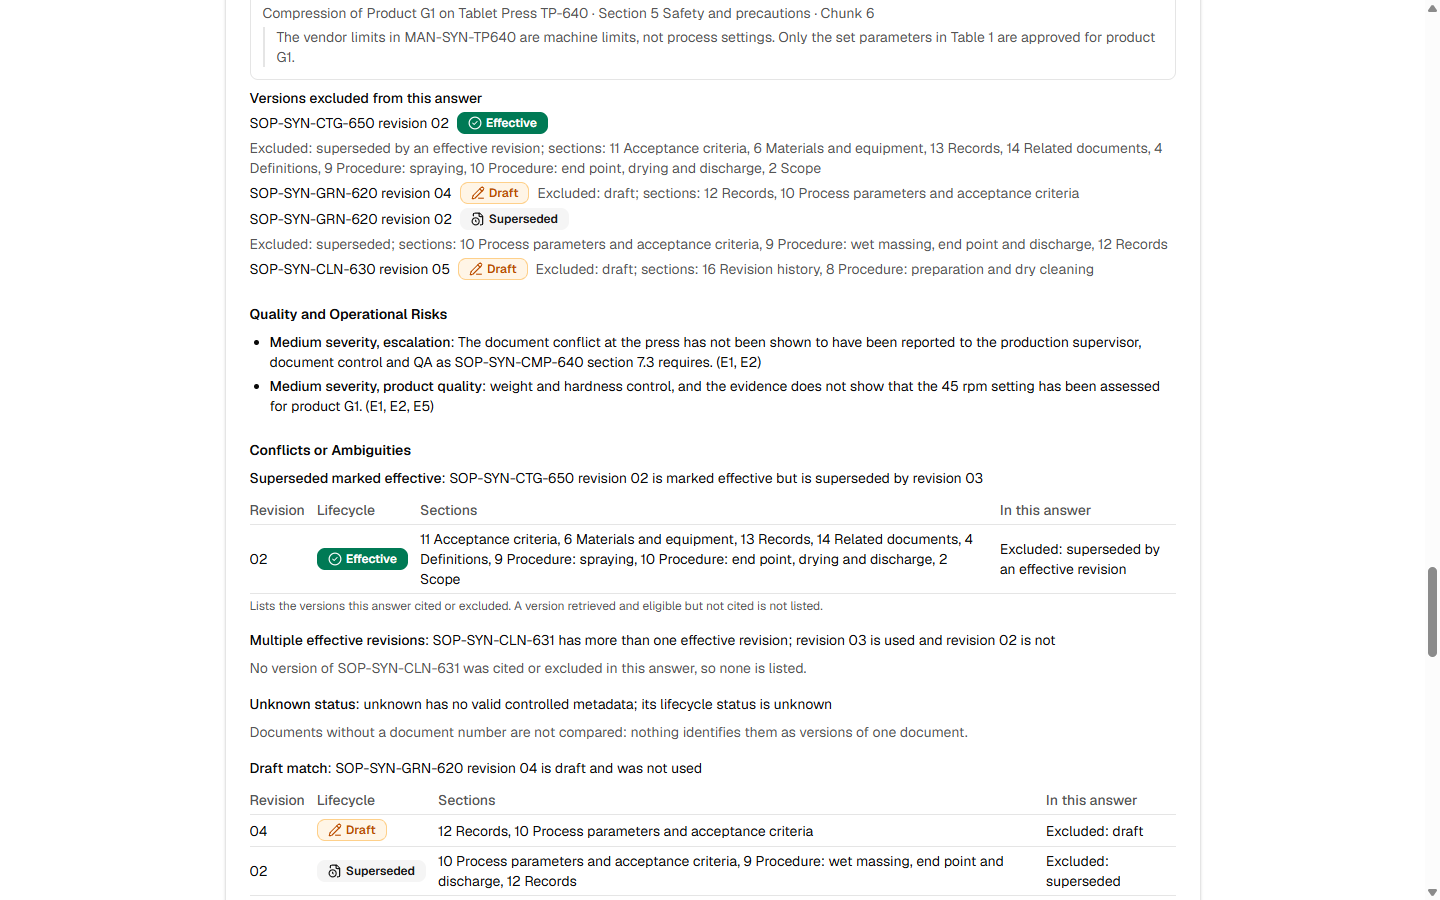 Compression of Product G1 on Tablet Press TP-640 · Section 5 Safety and precautions · Chunk 6
The vendor limits in MAN-SYN-TP640 are machine limits, not process settings. Only the set parameters in Table 1 are approved for product
G1.
Versions excluded from this answer
SOP-SYN-CTG-650 revision 02 Effective
Excluded: superseded by an effective revision; sections: 11 Acceptance criteria, 6 Materials and equipment, 13 Records, 14 Related documents, 4
Definitions, 9 Procedure: spraying, 10 Procedure: end point, drying and discharge, 2 Scope
SOP-SYN-GRN-620 revision 04 Draft Excluded: draft; sections: 12 Records, 10 Process parameters and acceptance criteria
SOP-SYN-GRN-620 revision 02 Superseded
Excluded: superseded; sections: 10 Process parameters and acceptance criteria, 9 Procedure: wet massing, end point and discharge, 12 Records
SOP-SYN-CLN-630 revision 05 Draft Excluded: draft; sections: 16 Revision history, 8 Procedure: preparation and dry cleaning
Quality and Operational Risks
• Medium severity, escalation: The document conflict at the press has not been shown to have been reported to the production supervisor,
document control and QA as SOP-SYN-CMP-640 section 7.3 requires. (E1, E2)
• Medium severity, product quality: weight and hardness control, and the evidence does not show that the 45 rpm setting has been assessed
for product G1. (E1, E2, E5)
Conflicts or Ambiguities
Superseded marked effective: SOP-SYN-CTG-650 revision 02 is marked effective but is superseded by revision 03
Revision Lifecycle Sections In this answer
02 Effective 11 Acceptance criteria, 6 Materials and equipment, 13 Records, 14 Related documents, 4
Definitions, 9 Procedure: spraying, 10 Procedure: end point, drying and discharge, 2
Scope
Excluded: superseded by
an effective revision
Lists the versions this answer cited or excluded. A version retrieved and eligible but not cited is not listed.
Multiple effective revisions: SOP-SYN-CLN-631 has more than one effective revision; revision 03 is used and revision 02 is not
No version of SOP-SYN-CLN-631 was cited or excluded in this answer, so none is listed.
Unknown status: unknown has no valid controlled metadata; its lifecycle status is unknown
Documents without a document number are not compared: nothing identifies them as versions of one document.
Draft match: SOP-SYN-GRN-620 revision 04 is draft and was not used
Revision Lifecycle Sections In this answer
04 Draft 12 Records, 10 Process parameters and acceptance criteria Excluded: draft
02 Superseded 10 Process parameters and acceptance criteria, 9 Procedure: wet massing, end point and
discharge, 12 Records
Excluded:
superseded